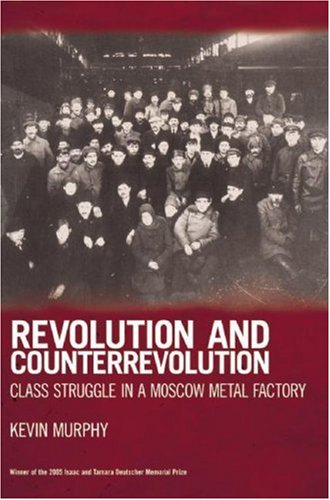 REVOLUTION AND
COUNTERREVOLUTION
CLASS STRUGGLE IN A MOSCOW METAL FACTORY
KEVIN MURPHY
Winner of the 2005 Isaac and Tamara Deutscher Memorial Prize